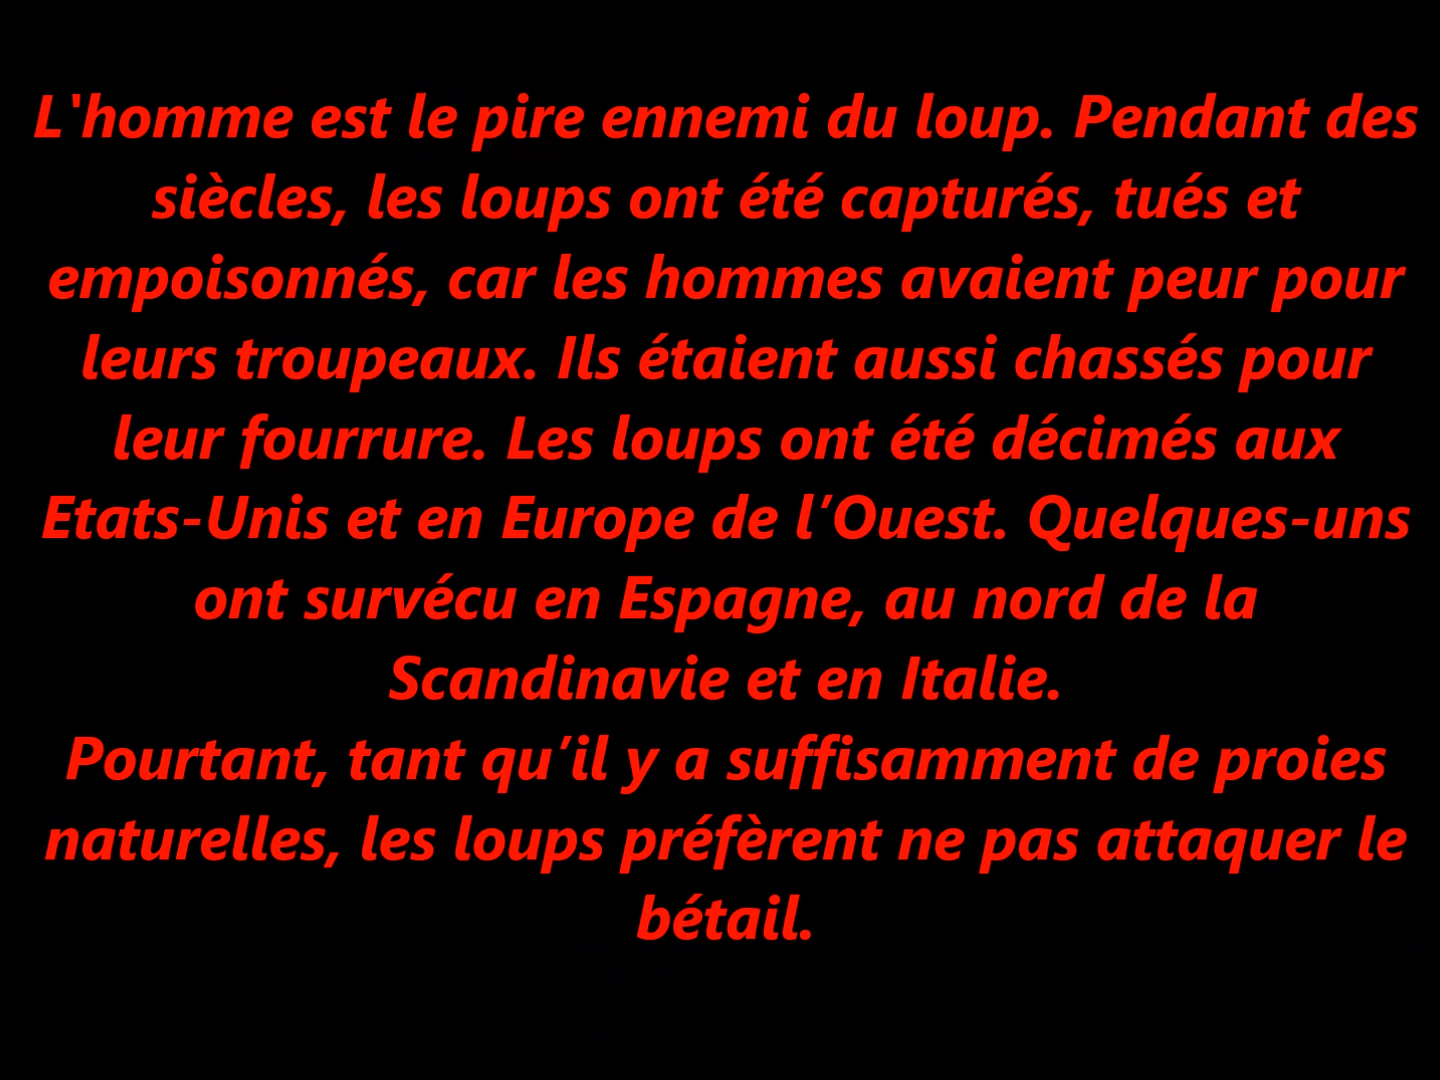 L'homme est le pire ennemi du loup. Pendant des
siècles, les loups ont été capturés, tués et
empoisonnés, car les hommes avaient peur pour
leurs troupeaux. Ils étaient aussi chassés pour
leur fourrure. Les loups ont été décimés aux
Etats-Unis et en Europe de l’Ouest. Quelques-uns
ont survécu en Espagne, au nord de la
Scandinavie et en Italie.
Pourtant, tant qu’il y a suffisamment de proies
naturelles, les loups préfèrent ne pas attaquer le
bétail.